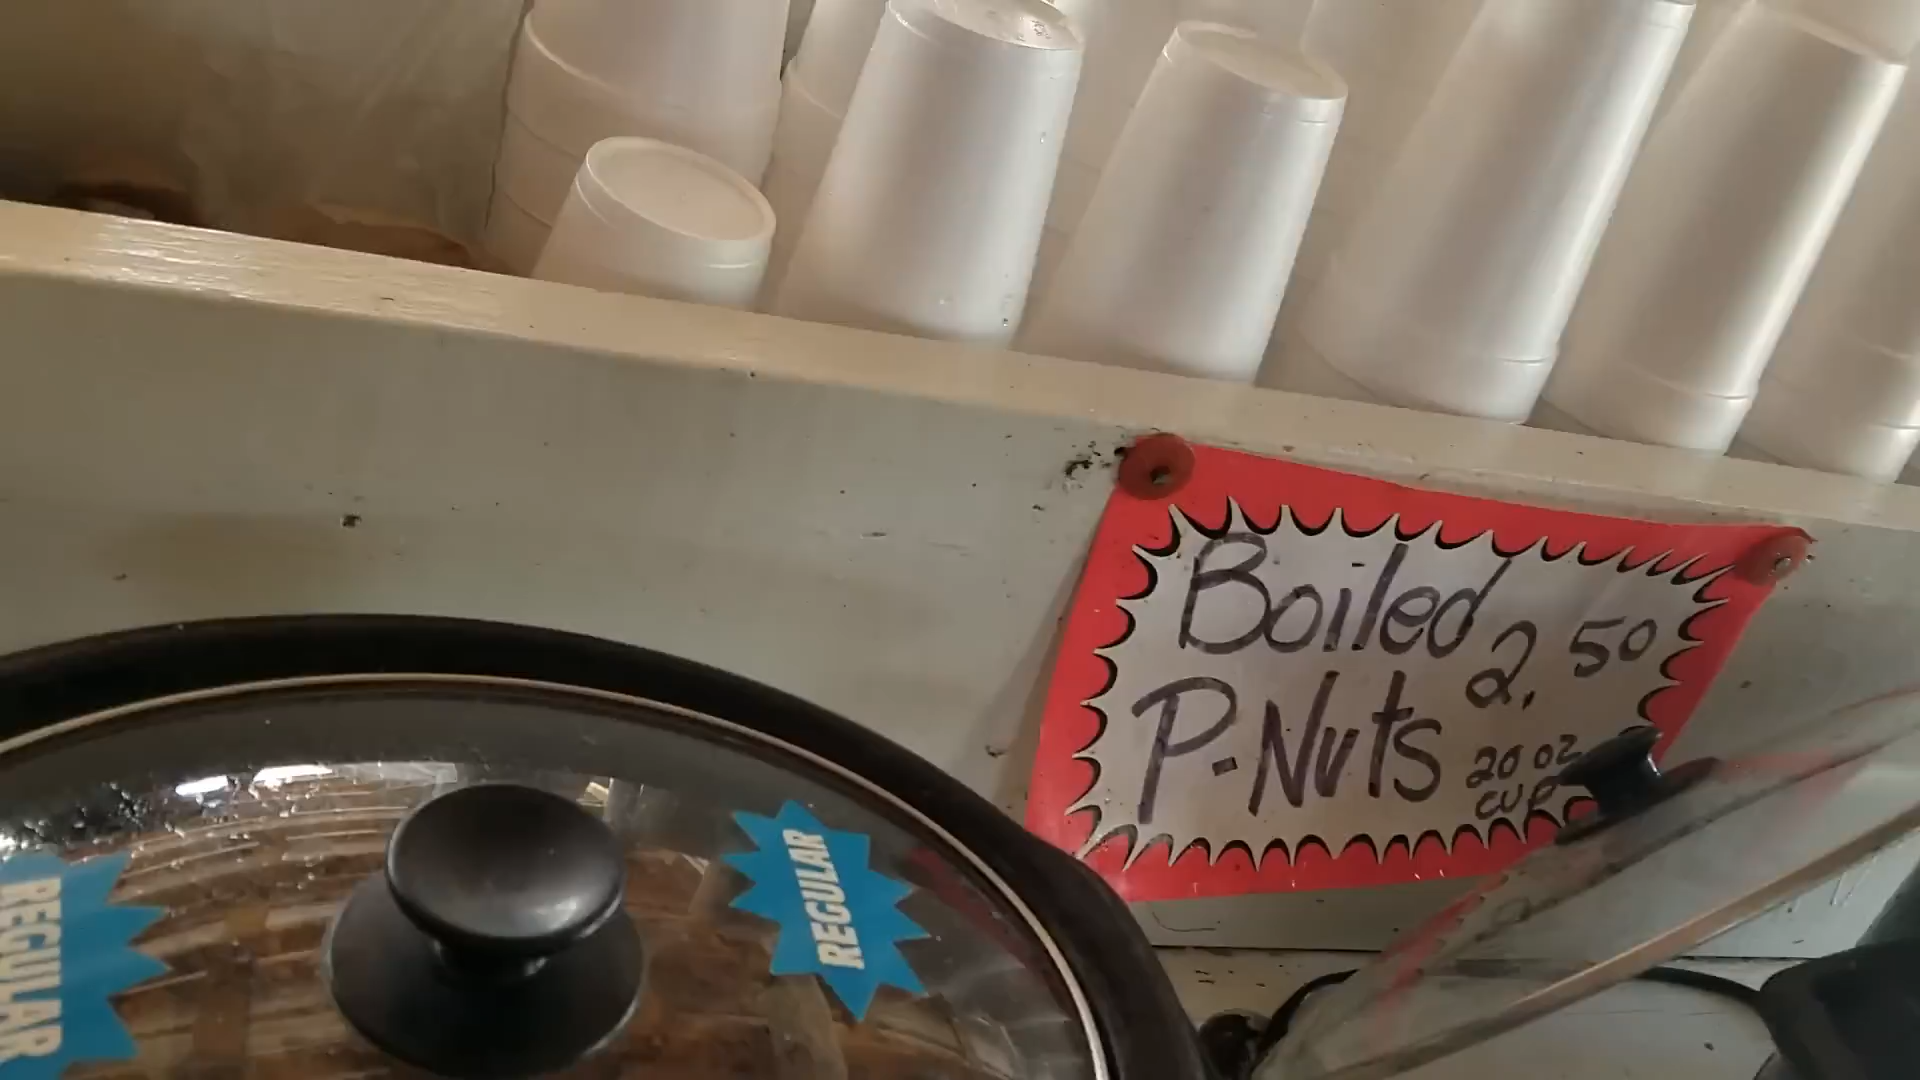 Boiled
2.50
P-Nuts
20 oz
cup
REGULAR
REGULAR